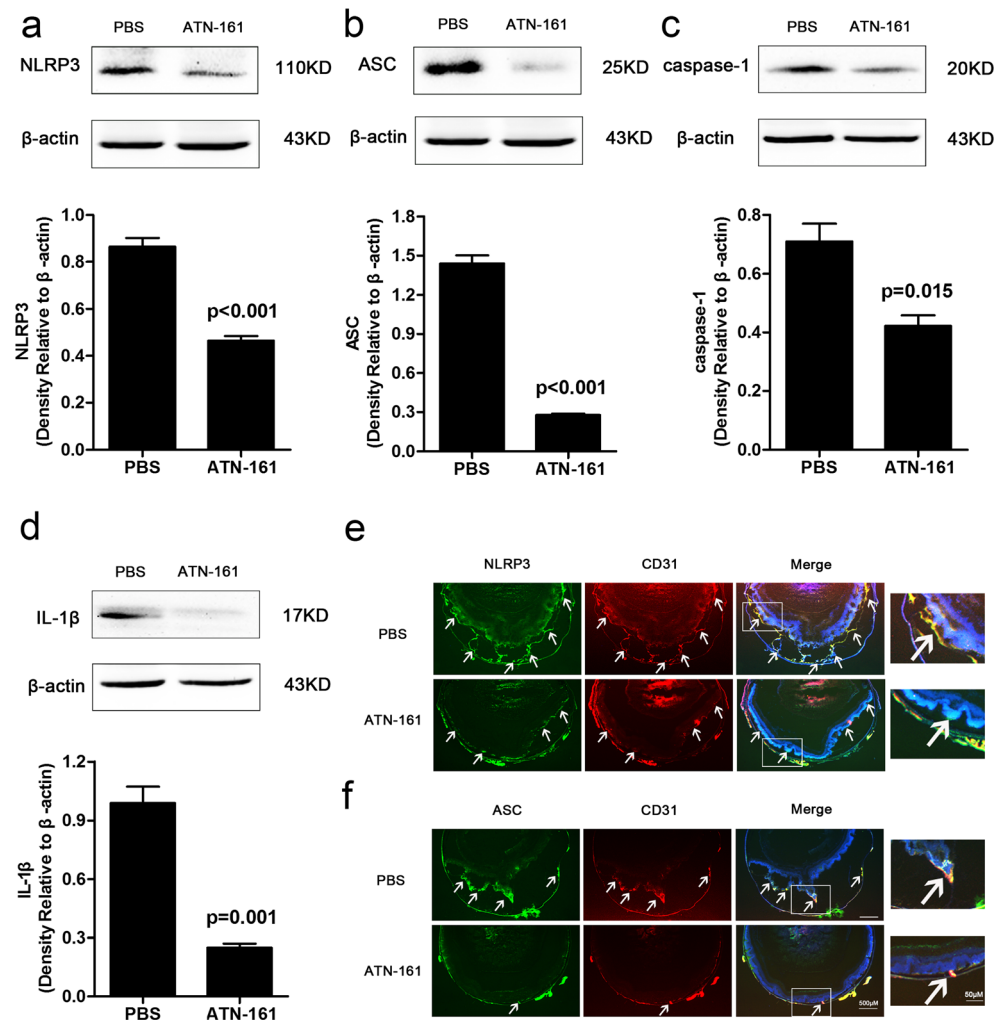 a
PBS ATN-161
NLRP3 110KD
β-actin 43KD
NLRP3
(Density Relative to β -actin)
1.0
0.8
0.6
0.4
0.2
0.0
p<0.001
PBS ATN-161
b
PBS ATN-161
ASC 25KD
β-actin 43KD
ASC
(Density Relative to β -actin)
1.8
1.5
1.2
0.9
0.6
0.3
0.0
p<0.001
PBS ATN-161
c
PBS ATN-161
caspase-1 20KD
β-actin 43KD
caspase-1
(Density Relative to β -actin)
0.8
0.6
0.4
0.2
0.0
p=0.015
PBS ATN-161
d
PBS ATN-161
IL-1β 17KD
β-actin 43KD
IL-1β
(Density Relative to β -actin)
1.2
0.9
0.6
0.3
0.0
p=0.001
PBS ATN-161
e
NLRP3 CD31 Merge
PBS
ATN-161
f
ASC CD31 Merge
PBS
ATN-161
500μM
50μM